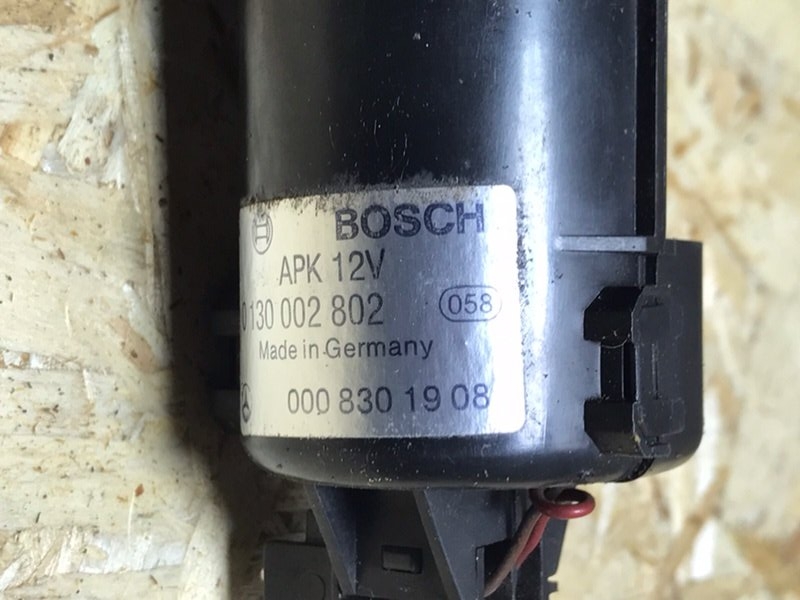 BOSCH
APK 12V
0 130 002 802 058
Made in Germany
000 830 19 08